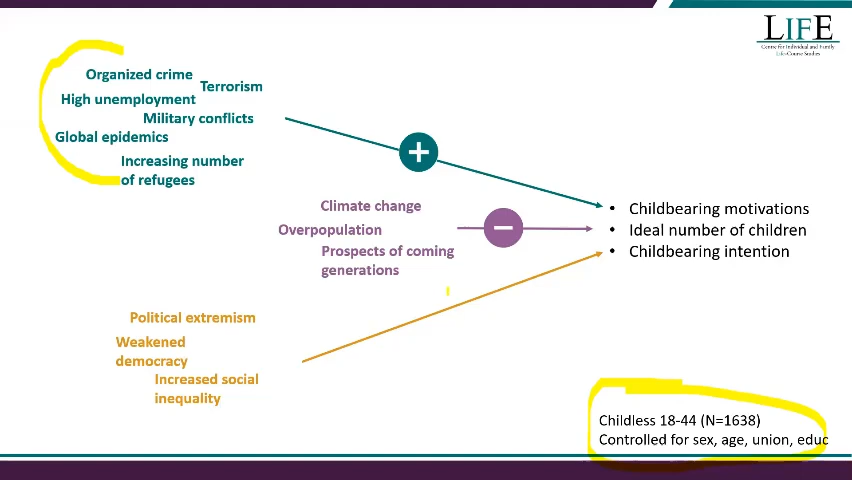 LIFE
Centre for Individual and Family
Life-Course Studies
Organized crime
Terrorism
High unemployment
Military conflicts
Global epidemics
Increasing number
of refugees
+
Climate change
Overpopulation
Prospects of coming
generations
−
• Childbearing motivations
• Ideal number of children
• Childbearing intention
Political extremism
Weakened
democracy
Increased social
inequality
Childless 18-44 (N=1638)
Controlled for sex, age, union, educ